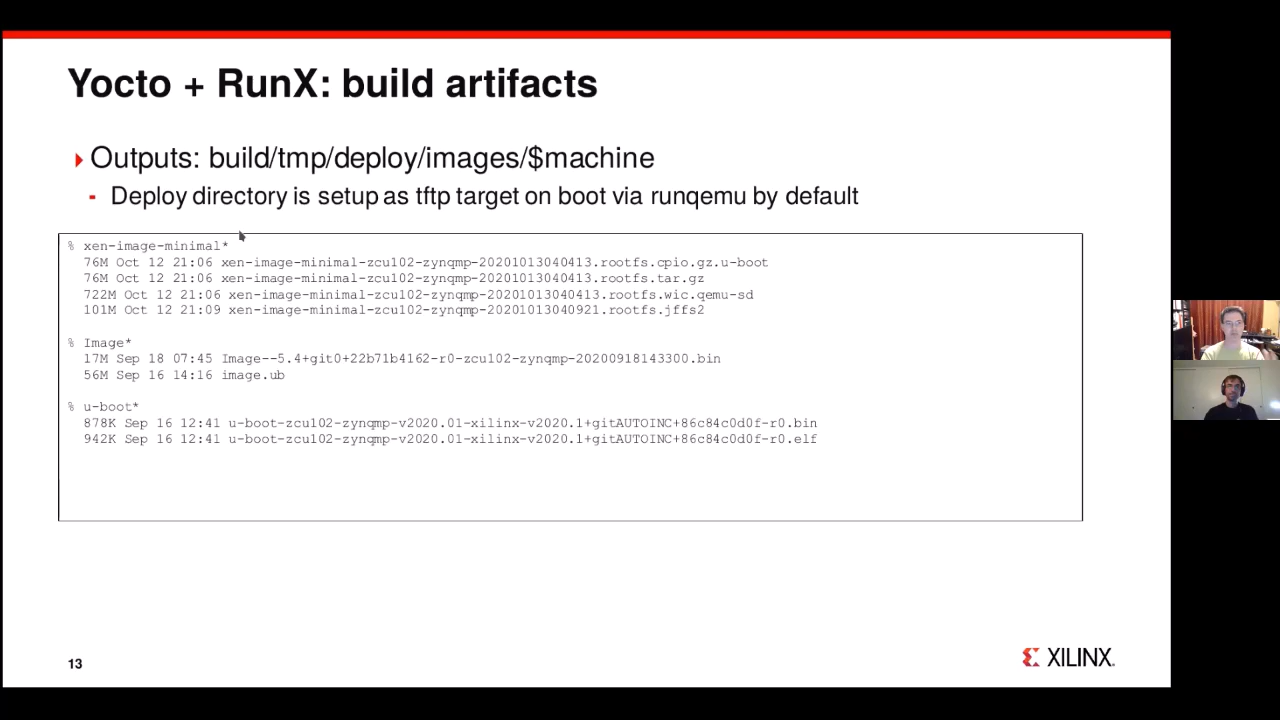 Yocto + RunX: build artifacts
Outputs: build/tmp/deploy/images/$machine
- Deploy directory is setup as tftp target on boot via runqemu by default
% xen-image-minimal*
76M Oct 12 21:06 xen-image-minimal-zcu102-zynqmp-20201013040413.rootfs.cpio.gz.u-boot
76M Oct 12 21:06 xen-image-minimal-zcu102-zynqmp-20201013040413.rootfs.tar.gz
722M Oct 12 21:06 xen-image-minimal-zcu102-zynqmp-20201013040413.rootfs.wic.qemu-sd
101M Oct 12 21:09 xen-image-minimal-zcu102-zynqmp-20201013040921.rootfs.jffs2
% Image*
17M Sep 18 07:45 Image--5.4+git0+22b71b4162-r0-zcu102-zynqmp-20200918143300.bin
56M Sep 16 14:16 image.ub
% u-boot*
878K Sep 16 12:41 u-boot-zcu102-zynqmp-v2020.01-xilinx-v2020.1+gitAUTOINC+86c84c0d0f-r0.bin
942K Sep 16 12:41 u-boot-zcu102-zynqmp-v2020.01-xilinx-v2020.1+gitAUTOINC+86c84c0d0f-r0.elf
13
XILINX.